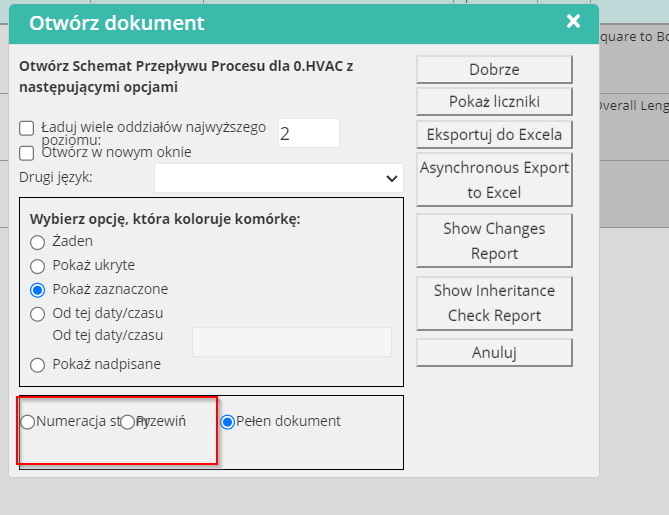 Otwórz dokument
Otwórz Schemat Przepływu Procesu dla 0.HVAC z
następującymi opcjami
Ładuj wiele oddziałów najwyższego
poziomu:
2
Otwórz w nowym oknie
Drugi język:
Wybierz opcję, która koloruje komórkę:
Żaden
Pokaż ukryte
Pokaż zaznaczone
Od tej daty/czasu
Od tej daty/czasu
Pokaż nadpisane
Numeracja strony
Przewiń
Pełen dokument
Dobrze
Pokaż liczniki
Eksportuj do Excela
Asynchronous Export
to Excel
Show Changes
Report
Show Inheritance
Check Report
Anuluj
quare to Bo
Overall Leng